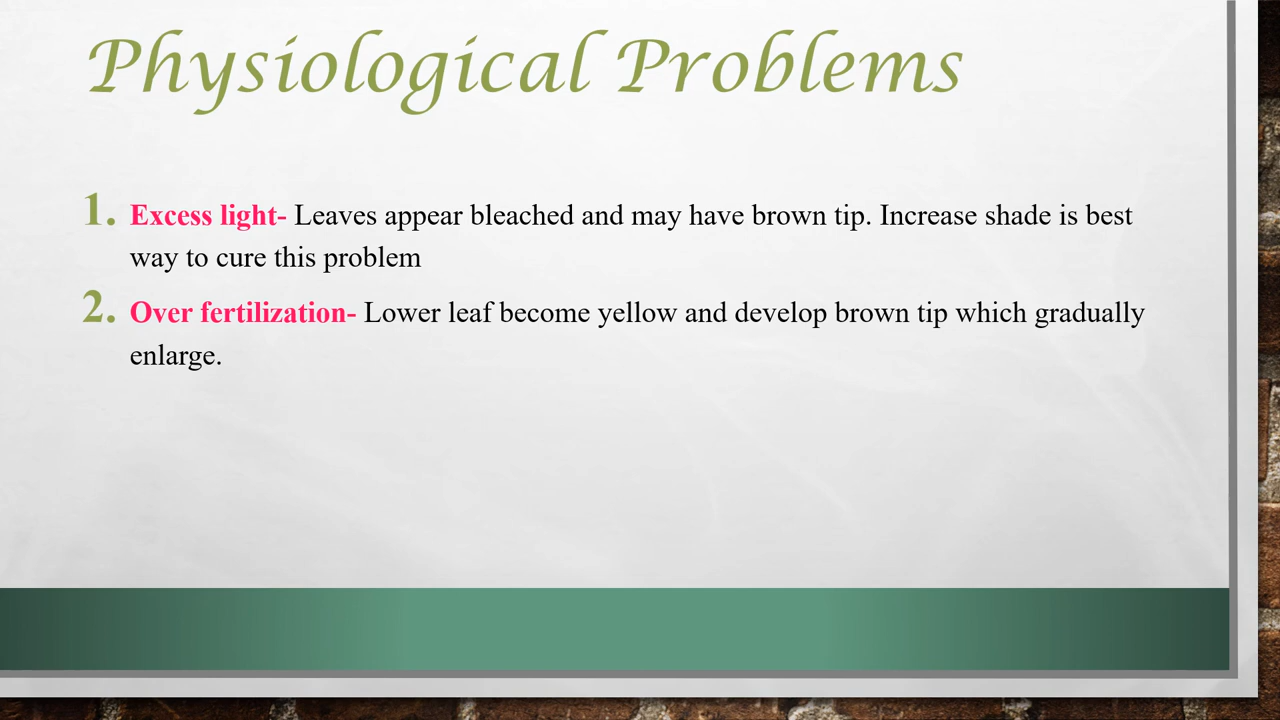 Physiological Problems
1. Excess light- Leaves appear bleached and may have brown tip. Increase shade is best
way to cure this problem
2. Over fertilization- Lower leaf become yellow and develop brown tip which gradually
enlarge.